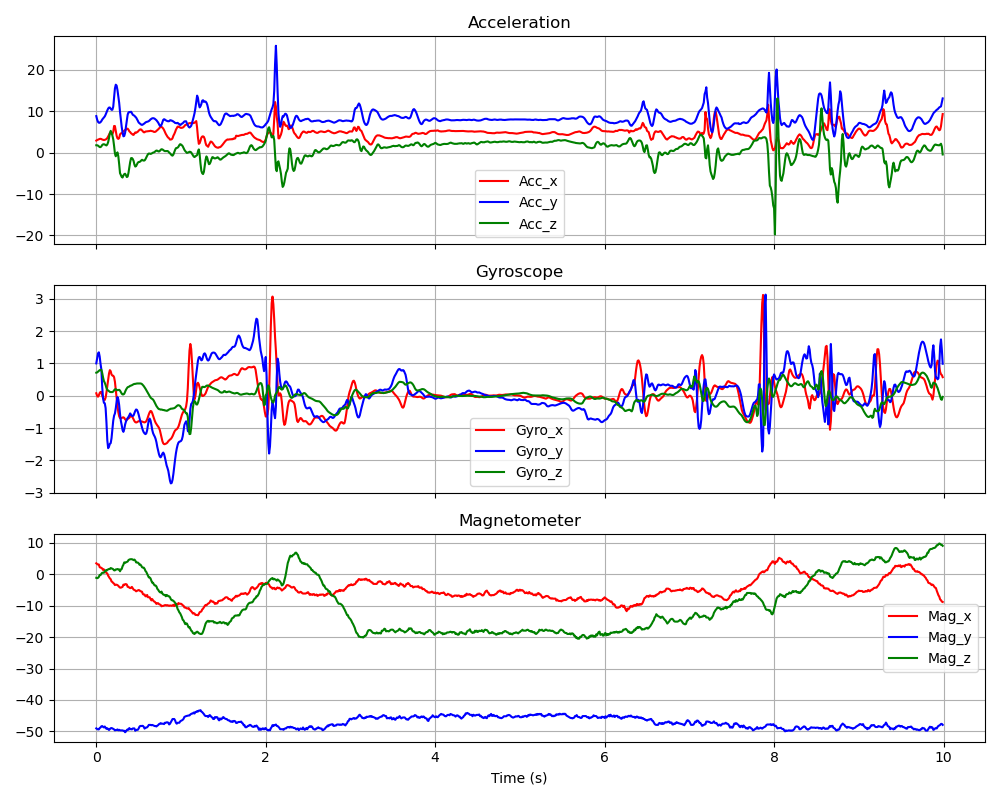 Acceleration
20
10
0
−10
−20
Acc_x
Acc_y
Acc_z
Gyroscope
3
2
1
0
−1
−2
−3
Gyro_x
Gyro_y
Gyro_z
Magnetometer
10
0
−10
−20
−30
−40
−50
Mag_x
Mag_y
Mag_z
0 2 4 6 8 10
Time (s)